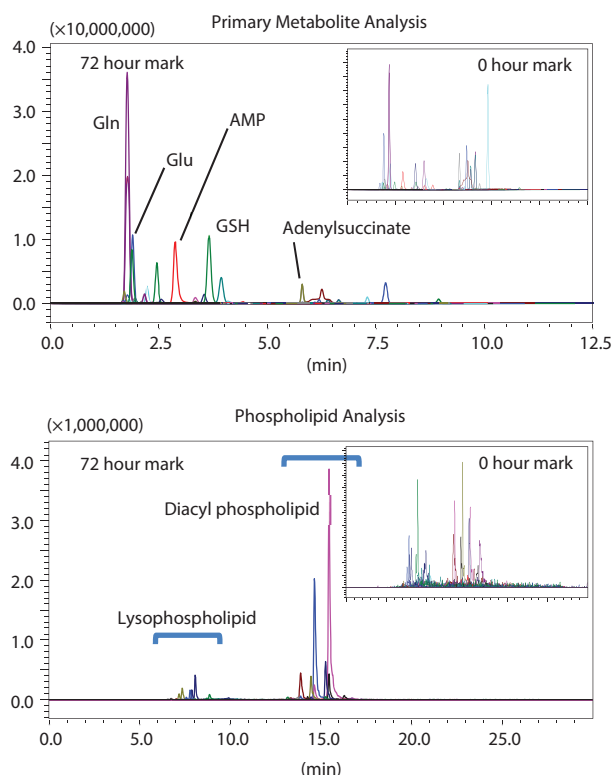 Primary Metabolite Analysis
(×10,000,000)
4.0
72 hour mark
0 hour mark
3.0
Gln
AMP
Glu
2.0
GSH
Adenylsuccinate
1.0
0.0
0.0 2.5 5.0 7.5 10.0 12.5
(min)
Phospholipid Analysis
(×1,000,000)
4.0
72 hour mark
0 hour mark
Diacyl phospholipid
3.0
2.0
Lysophospholipid
1.0
0.0
0.0 5.0 10.0 15.0 20.0 25.0
(min)